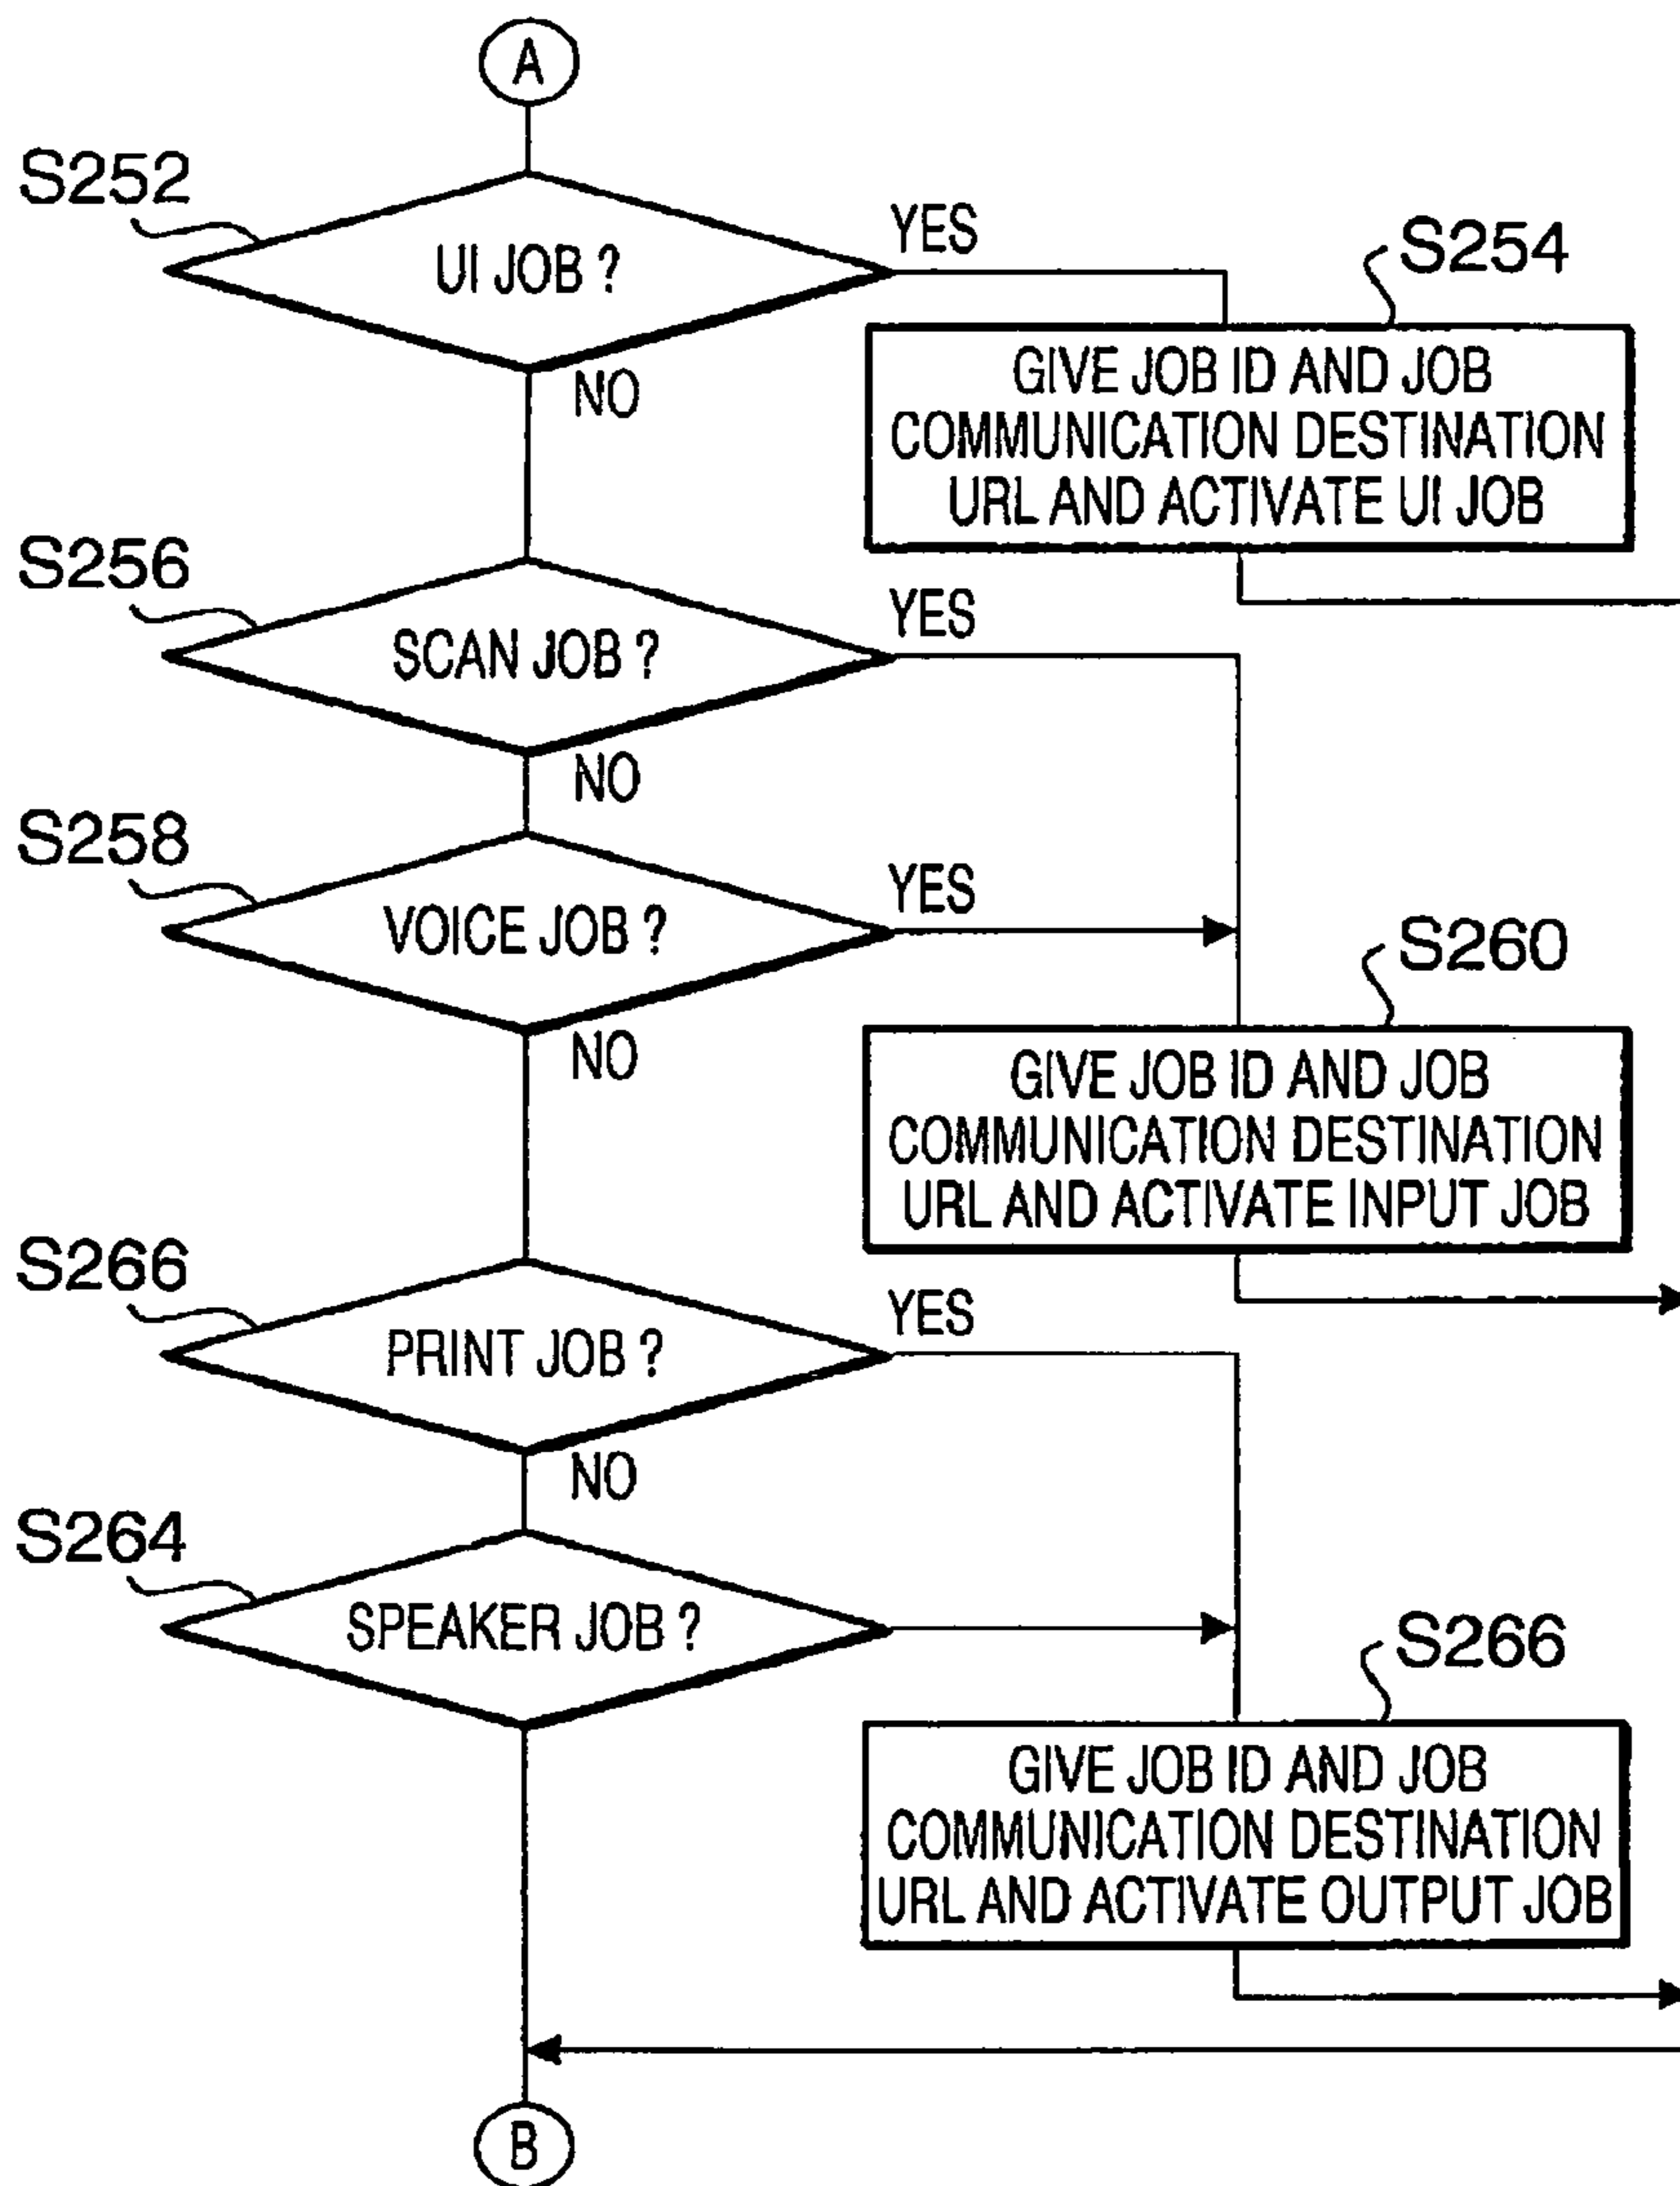 A
S252
UI JOB ?
YES
NO
S254
GIVE JOB ID AND JOB
COMMUNICATION DESTINATION
URL AND ACTIVATE UI JOB
S256
SCAN JOB ?
YES
NO
S258
VOICE JOB ?
YES
NO
S260
GIVE JOB ID AND JOB
COMMUNICATION DESTINATION
URL AND ACTIVATE INPUT JOB
S266
PRINT JOB ?
YES
NO
S264
SPEAKER JOB ?
S266
GIVE JOB ID AND JOB
COMMUNICATION DESTINATION
URL AND ACTIVATE OUTPUT JOB
B